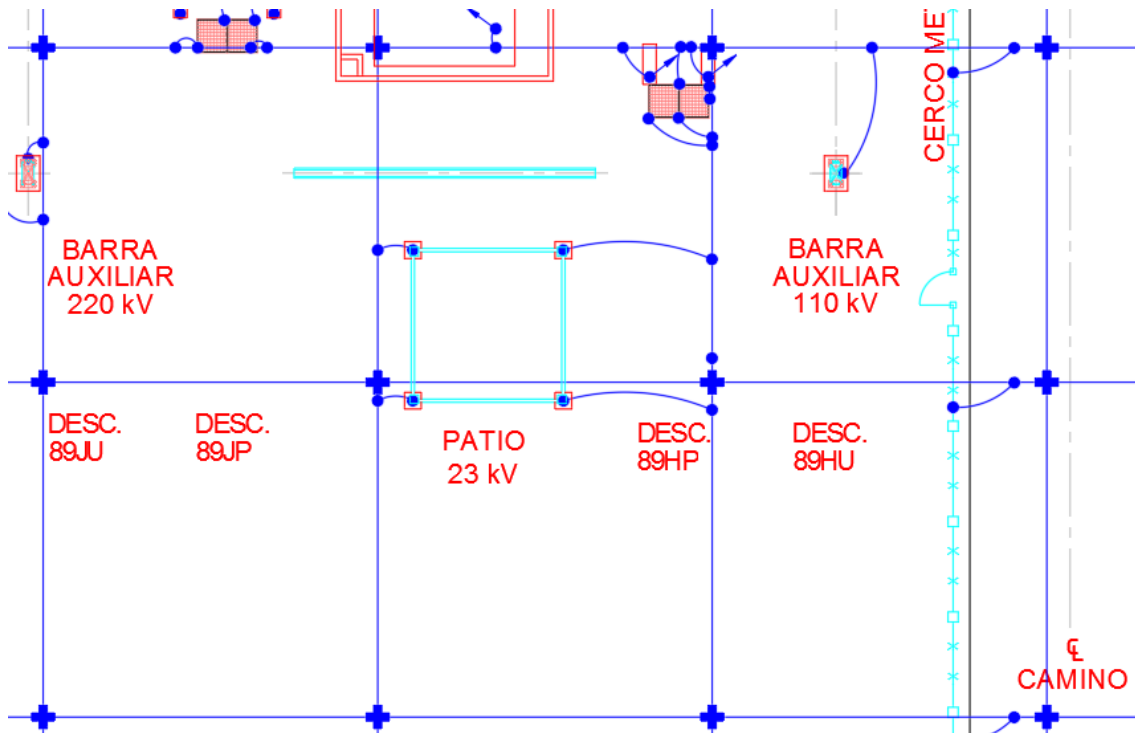 CERCO ME
BARRA
AUXILIAR
220 kV
BARRA
AUXILIAR
110 kV
DESC.
89JU
DESC.
89JP
PATIO
23 kV
DESC.
89HP
DESC.
89HU
℄
CAMINO